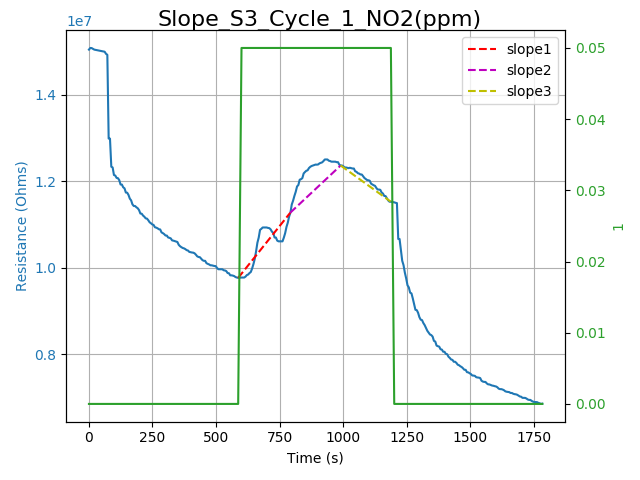 Slope_S3_Cycle_1_NO2(ppm)
1e7
slope1
slope2
slope3
1.4
1.2
1.0
0.8
Resistance (Ohms)
0.05
0.04
0.03
0.02
0.01
0.00
1
0 250 500 750 1000 1250 1500 1750
Time (s)